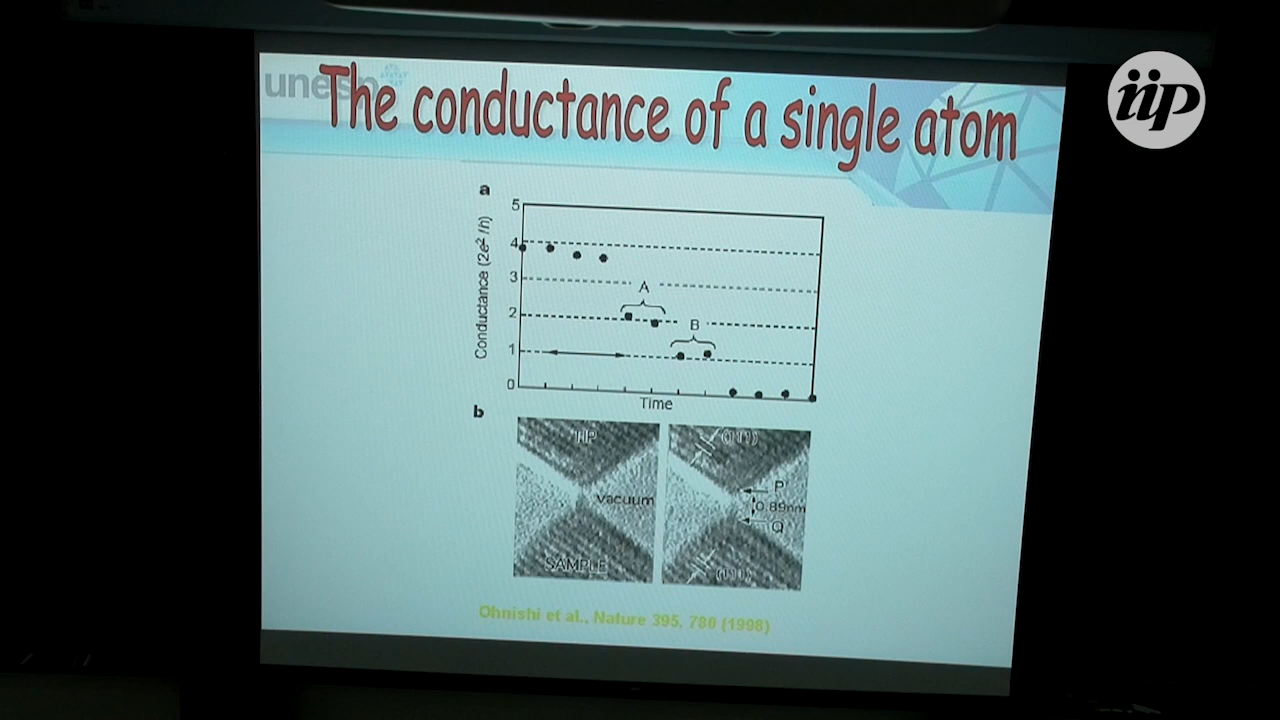 unesp
The conductance of a single atom
iip
a
Conductance (2e²/h)
5
4
3
2
1
0
A
B
Time
b
TIP
vacuum
SAMPLE
P
0.89nm
Q
Ohnishi et al., Nature 395, 780 (1998)